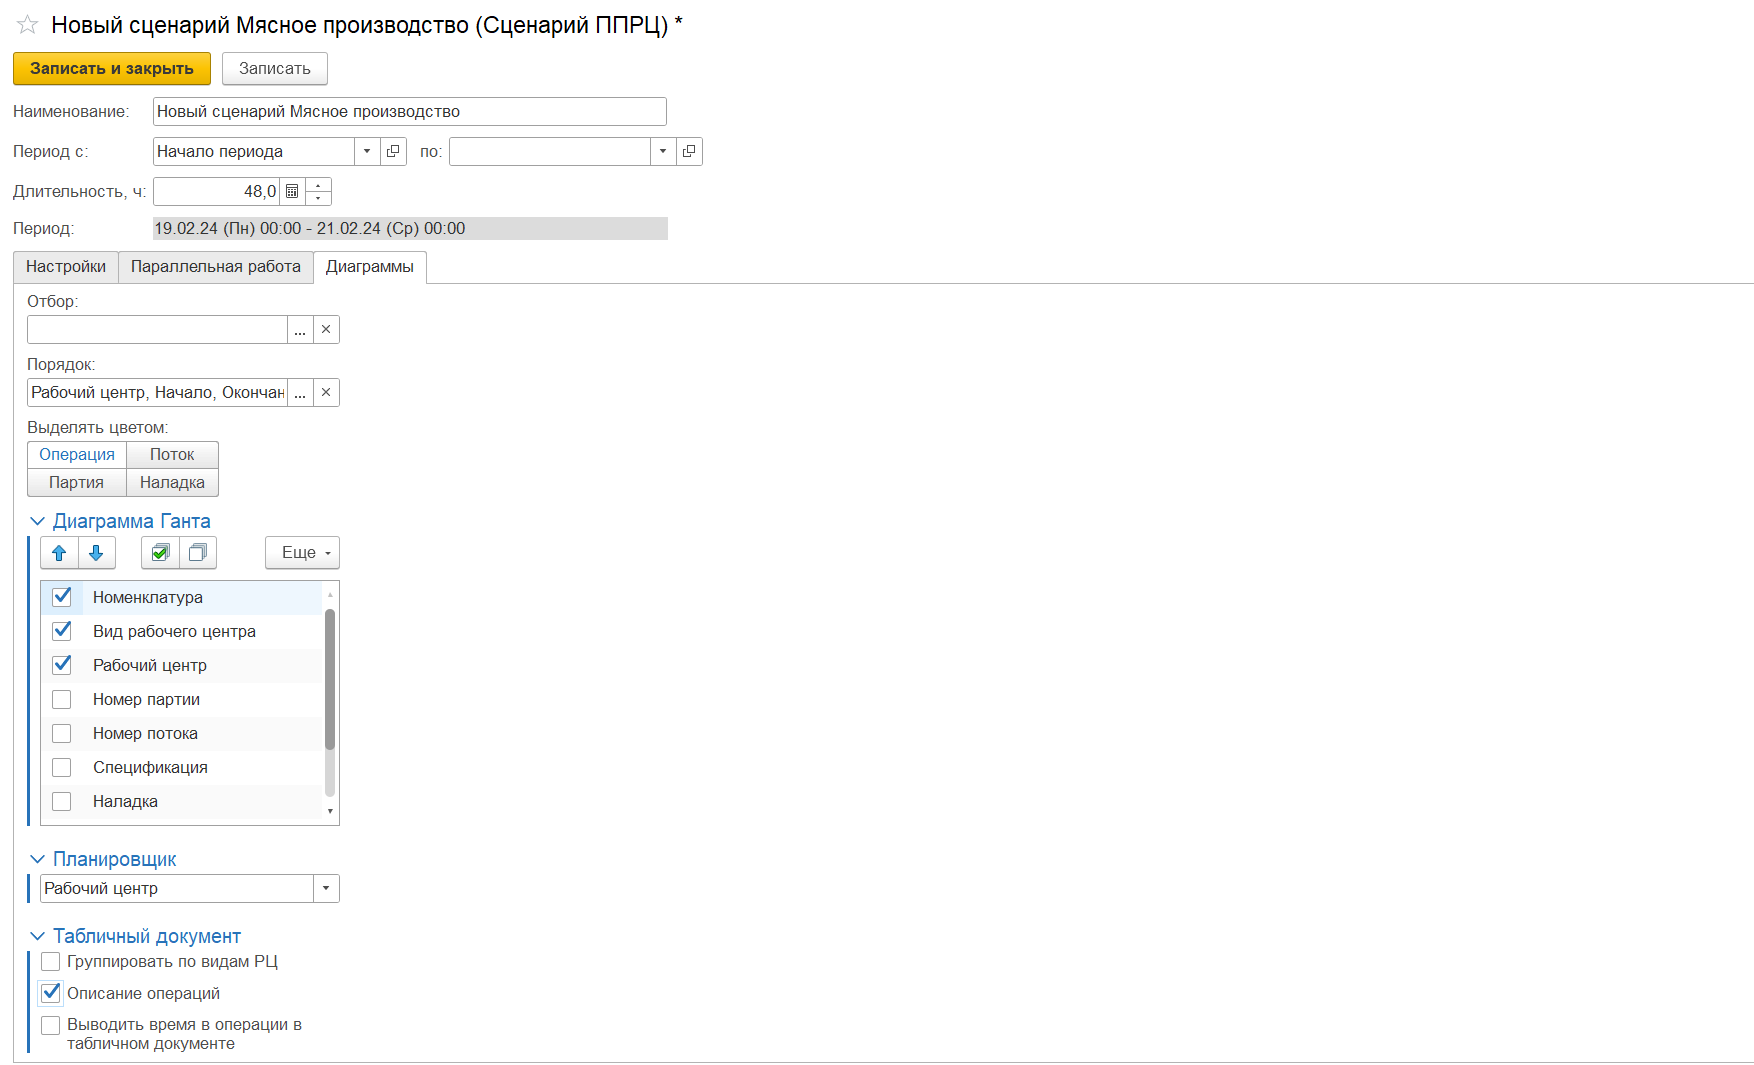 Новый сценарий Мясное производство (Сценарий ППРЦ) *
Записать и закрыть Записать
Наименование: Новый сценарий Мясное производство
Период с: Начало периода по:
Длительность, ч: 48,0
Период: 19.02.24 (Пн) 00:00 - 21.02.24 (Ср) 00:00
Настройки Параллельная работа Диаграммы
Отбор:
...
Порядок:
Рабочий центр, Начало, Окончан ...
Выделять цветом:
Операция Поток
Партия Наладка
Диаграмма Ганта
Еще
Номенклатура
Вид рабочего центра
Рабочий центр
Номер партии
Номер потока
Спецификация
Наладка
Планировщик
Рабочий центр
Табличный документ
Группировать по видам РЦ
Описание операций
Выводить время в операции в
табличном документе